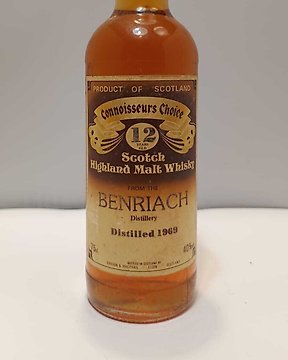 PRODUCT OF SCOTLAND
Connoisseurs Choice
12
YEARS OLD
Scotch
Highland Malt Whisky
FROM THE
BENRIACH
Distillery
Distilled 1969
40%